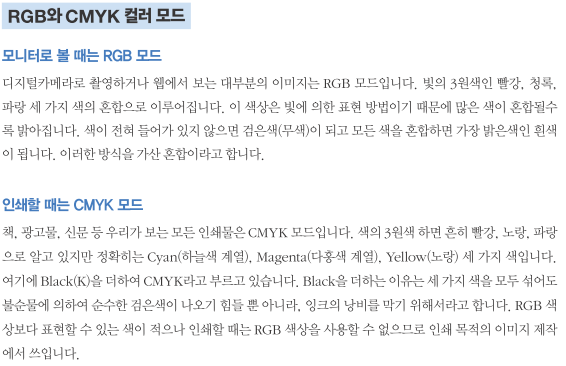 RGB와 CMYK 컬러 모드
모니터로 볼 때는 RGB 모드
디지털카메라로 촬영하거나 웹에서 보는 대부분의 이미지는 RGB 모드입니다. 빛의 3원색인 빨강, 청록,
파랑 세 가지 색의 혼합으로 이루어집니다. 이 색상은 빛에 의한 표현 방법이기 때문에 많은 색이 혼합될수
록 밝아집니다. 색이 전혀 들어가 있지 않으면 검은색(무색)이 되고 모든 색을 혼합하면 가장 밝은색인 흰색
이 됩니다. 이러한 방식을 가산 혼합이라고 합니다.
인쇄할 때는 CMYK 모드
책, 광고물, 신문 등 우리가 보는 모든 인쇄물은 CMYK 모드입니다. 색의 3원색 하면 흔히 빨강, 노랑, 파랑
으로 알고 있지만 정확히는 Cyan(하늘색 계열), Magenta(다홍색 계열), Yellow(노랑) 세 가지 색입니다.
여기에 Black(K)을 더하여 CMYK라고 부르고 있습니다. Black을 더하는 이유는 세 가지 색을 모두 섞어도
불순물에 의하여 순수한 검은색이 나오기 힘들 뿐 아니라, 잉크의 낭비를 막기 위해서라고 합니다. RGB 색
상보다 표현할 수 있는 색이 적으나 인쇄할 때는 RGB 색상을 사용할 수 없으므로 인쇄 목적의 이미지 제작
에서 쓰입니다.